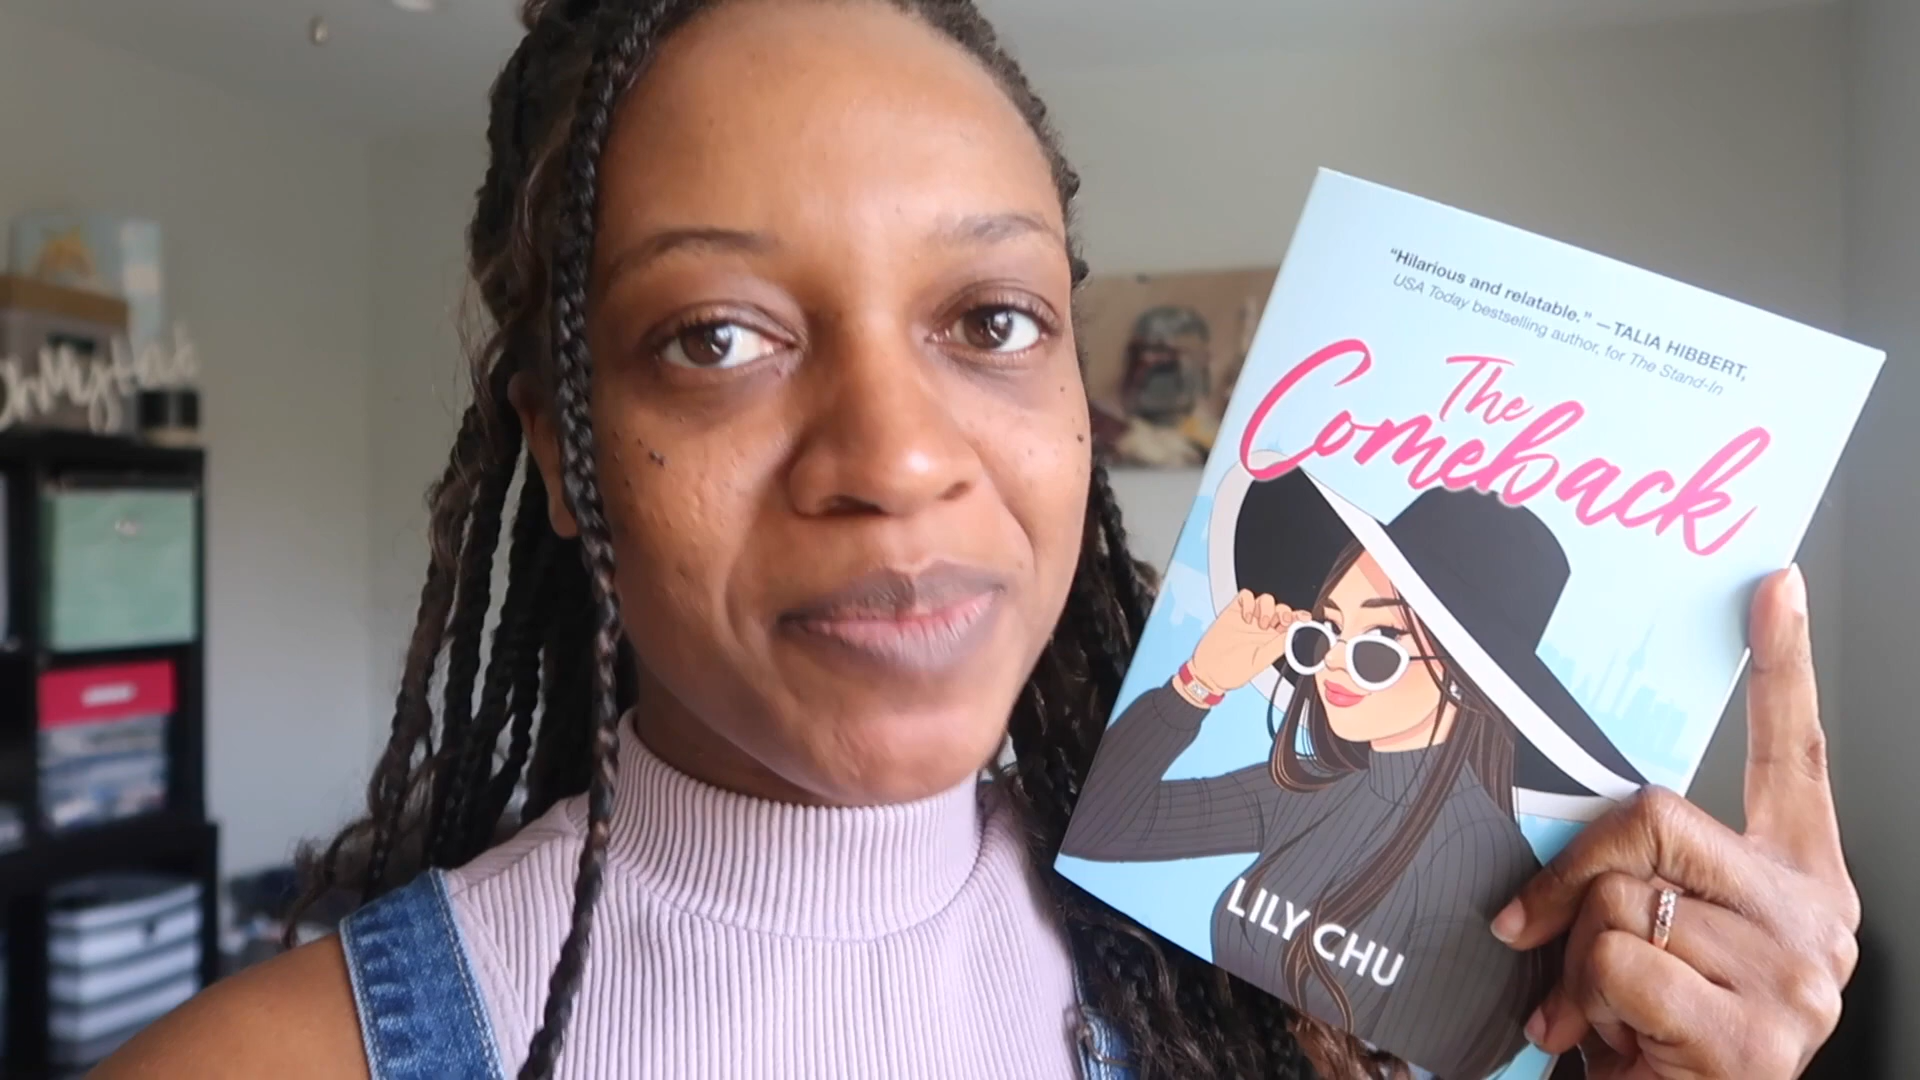 “Hilarious and relatable.” —TALIA HIBBERT,
USA Today bestselling author, for The Stand-In
The
Comeback
LILY CHU